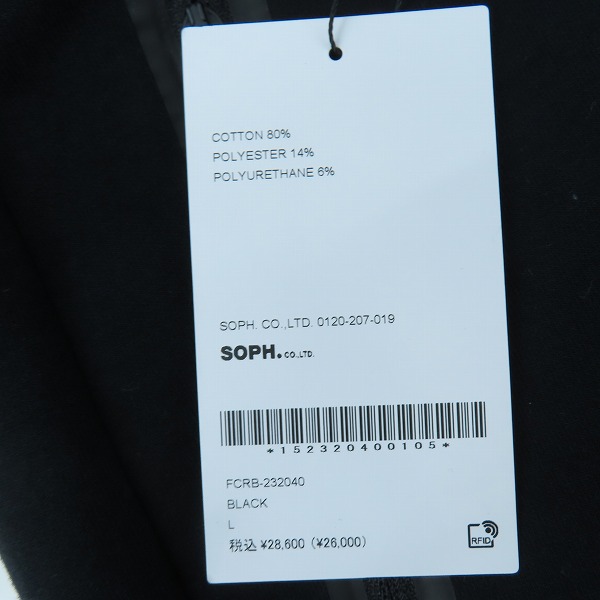 COTTON 80%
POLYESTER 14%
POLYURETHANE 6%
SOPH. CO.,LTD. 0120-207-019
SOPH. CO.,LTD.
*152320400105*
FCRB-232040
BLACK
L
税込 ¥28,600 (¥26,000)
RFID